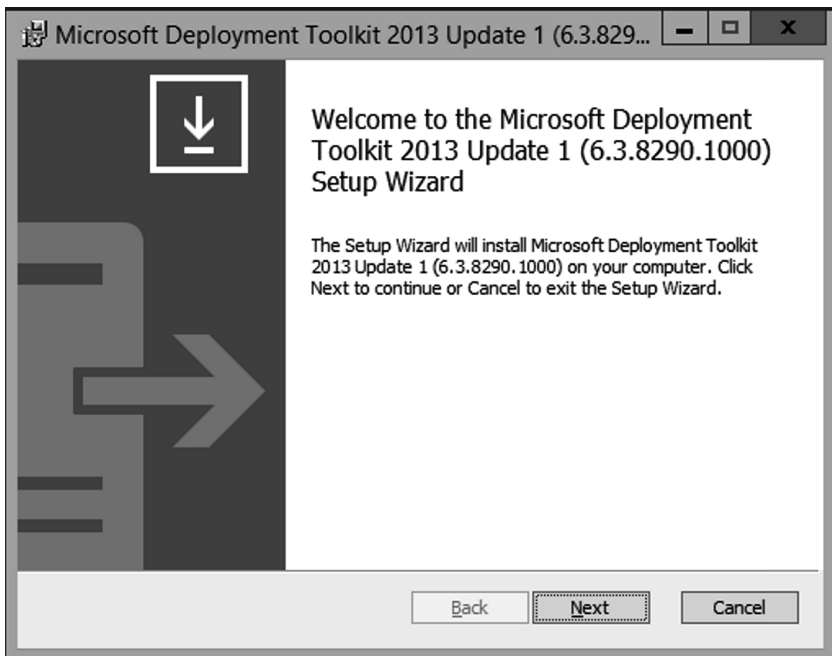 Microsoft Deployment Toolkit 2013 Update 1 (6.3.829...
Welcome to the Microsoft Deployment
Toolkit 2013 Update 1 (6.3.8290.1000)
Setup Wizard
The Setup Wizard will install Microsoft Deployment Toolkit
2013 Update 1 (6.3.8290.1000) on your computer. Click
Next to continue or Cancel to exit the Setup Wizard.
Back
Next
Cancel